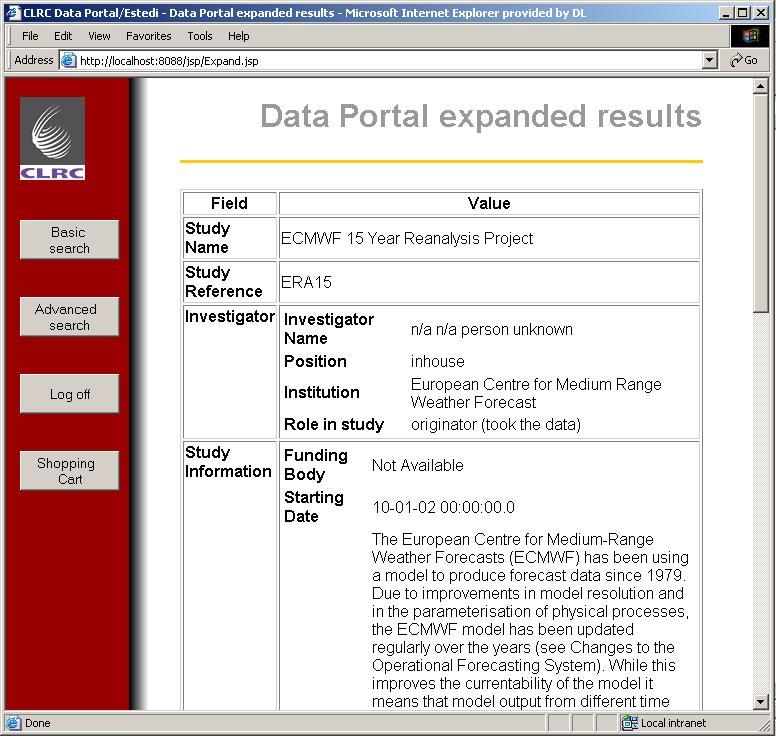 CLRC Data Portal/Estedi - Data Portal expanded results - Microsoft Internet Explorer provided by DL
File Edit View Favorites Tools Help
Address http://localhost:8088/jsp/Expand.jsp Go
CLRC
Basic
search
Advanced
search
Log off
Shopping
Cart
Data Portal expanded results
Field Value
Study
Name
ECMWF 15 Year Reanalysis Project
Study
Reference
ERA15
Investigator
Investigator
Name
n/a n/a person unknown
Position inhouse
Institution
European Centre for Medium Range
Weather Forecast
Role in study originator (took the data)
Study
Information
Funding
Body
Not Available
Starting
Date
10-01-02 00:00:00.0
The European Centre for Medium-Range
Weather Forecasts (ECMWF) has been using
a model to produce forecast data since 1979.
Due to improvements in model resolution and
in the parameterisation of physical processes,
the ECMWF model has been updated
regularly over the years (see Changes to the
Operational Forecasting System). While this
improves the currentability of the model it
means that model output from different time
Done Local intranet